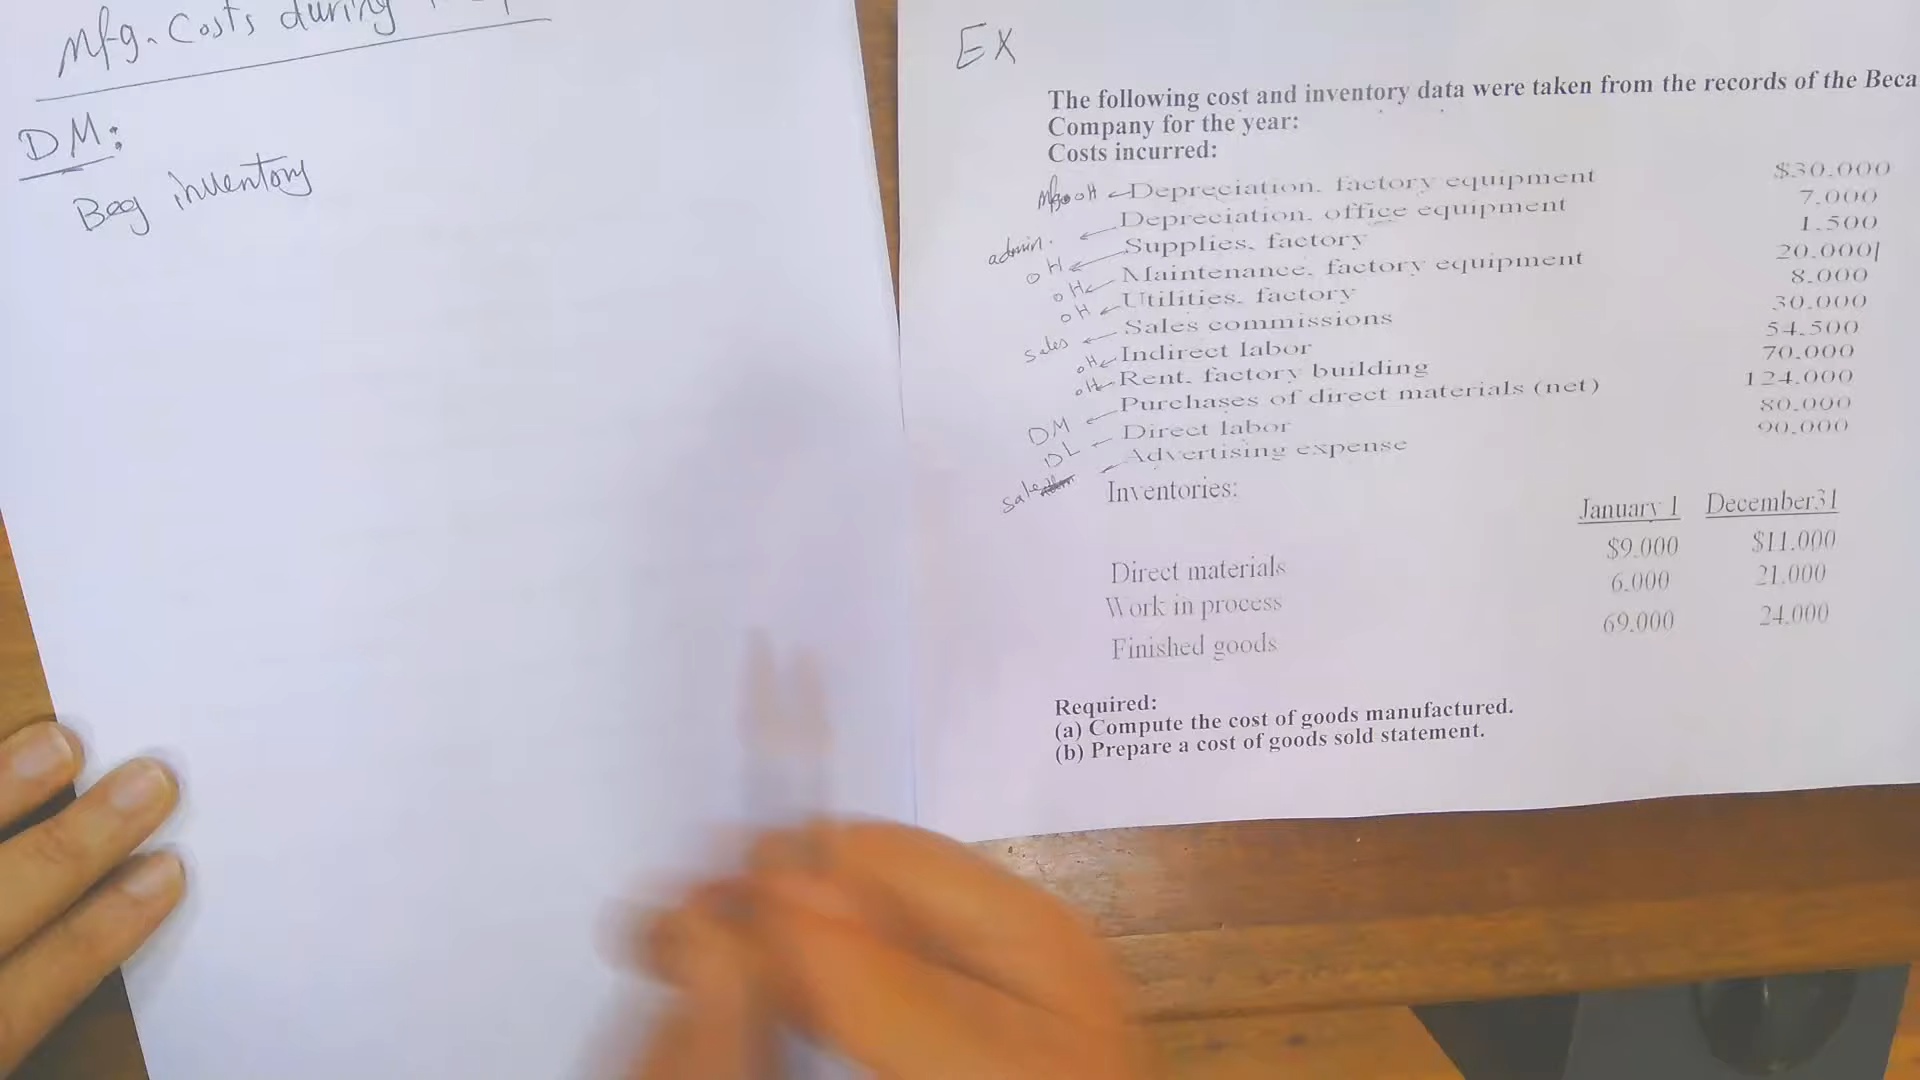 Mfg. Costs during
DM:
Beg inventory
EX
The following cost and inventory data were taken from the records of the Beca
Company for the year:
Costs incurred:
Mfg OH Depreciation, factory equipment $30,000
admin. Depreciation, office equipment 7,000
OH Supplies, factory 1,500
OH Maintenance, factory equipment 20,000
OH Utilities, factory 8,000
Sales Sales commissions 30,000
OH Indirect labor 54,500
OH Rent, factory building 70,000
DM Purchases of direct materials (net) 124,000
DL Direct labor 80,000
Sales Advertising expense 90,000
Inventories:
January 1 December31
Direct materials $9,000 $11,000
Work in process 6,000 21,000
Finished goods 69,000 24,000
Required:
(a) Compute the cost of goods manufactured.
(b) Prepare a cost of goods sold statement.